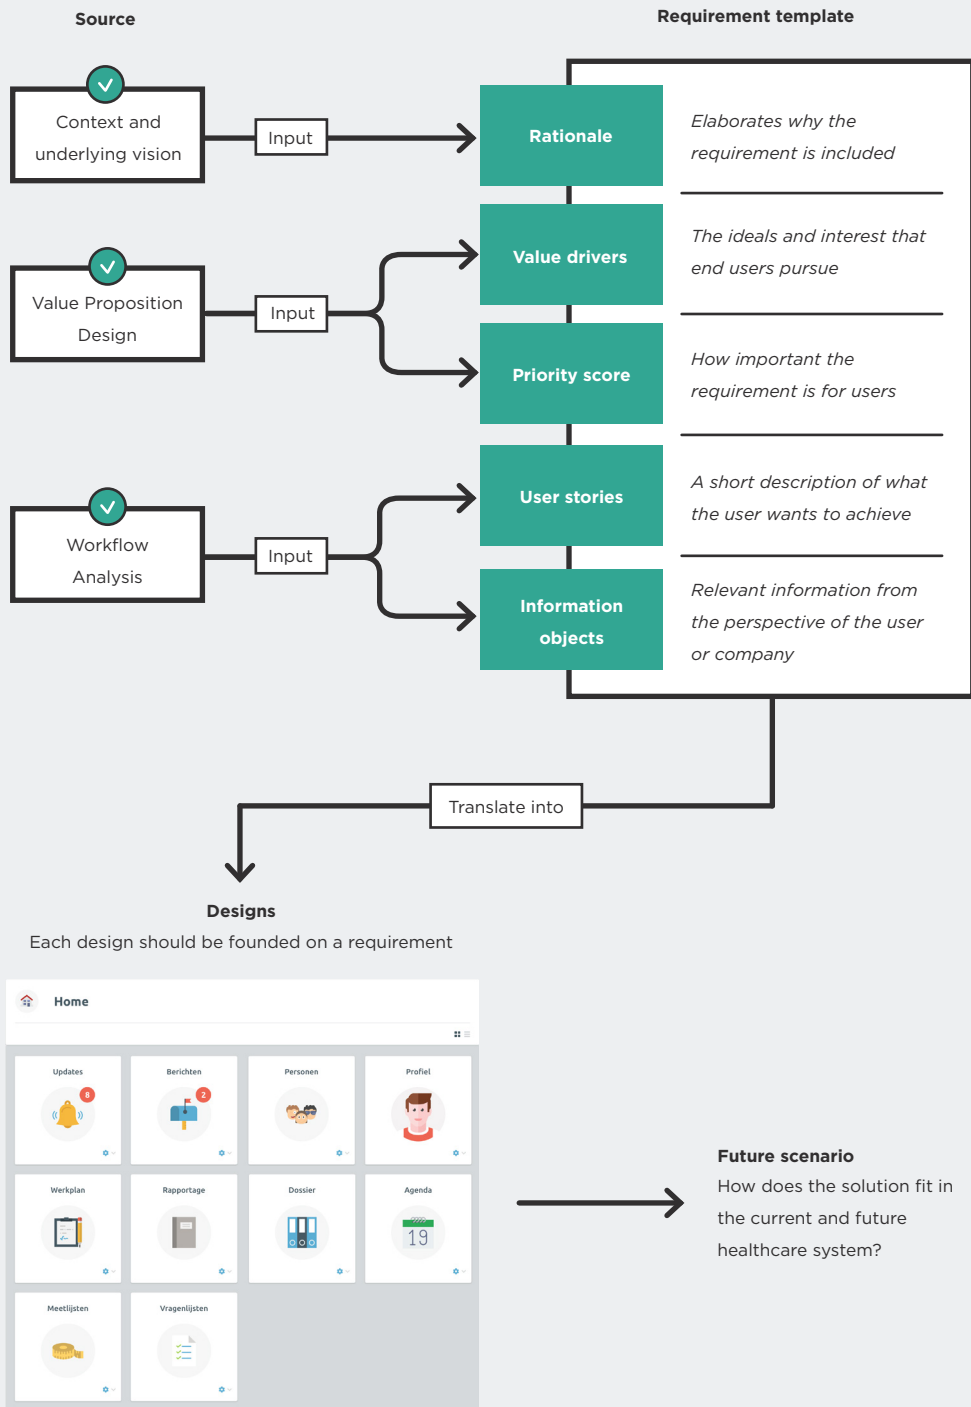 Source
Requirement template
Context and
underlying vision
Input
Rationale
Elaborates why the
requirement is included
Value Proposition
Design
Input
Value drivers
The ideals and interest that
end users pursue
Priority score
How important the
requirement is for users
Workflow
Analysis
Input
User stories
A short description of what
the user wants to achieve
Information
objects
Relevant information from
the perspective of the user
or company
Translate into
Designs
Each design should be founded on a requirement
Home
Updates
8
Berichten
2
Personen
Profiel
Werkplan
Rapportage
Dossier
Agenda
19
Meetlijsten
Vragenlijsten
Future scenario
How does the solution fit in
the current and future
healthcare system?